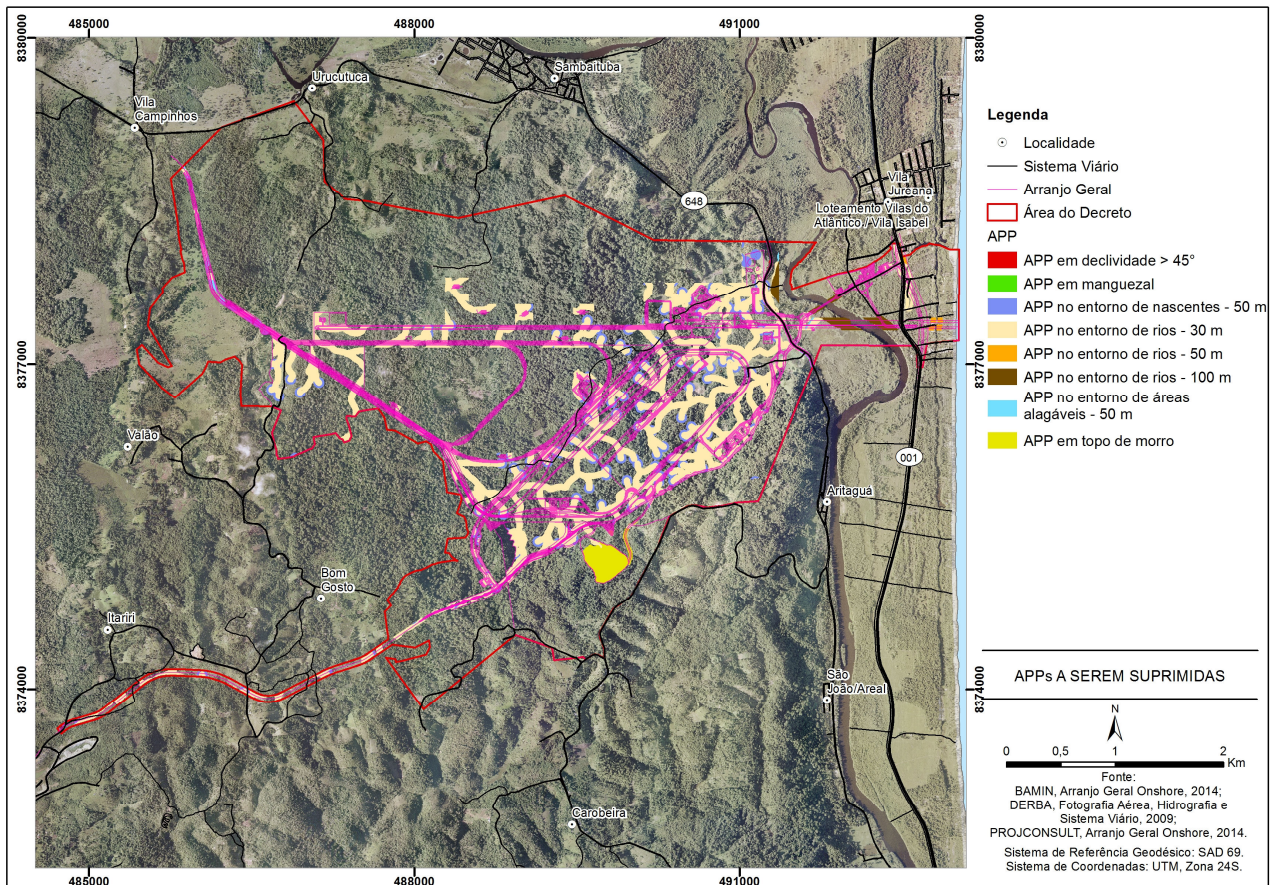 485000
488000
491000
8380000
8380000
Sambaituba
Urucutuca
Vila
Campinhos
648
Vila
Jureana
Loteamento Vilas do
Atlântico / Vila Isabel
8377000
8377000
Valão
001
Aritaguá
Bom
Gosto
Itariri
São
João/Areal
8374000
8374000
Carobeira
485000
488000
491000
Legenda
Localidade
Sistema Viário
Arranjo Geral
Área do Decreto
APP
APP em declividade > 45°
APP em manguezal
APP no entorno de nascentes - 50 m
APP no entorno de rios - 30 m
APP no entorno de rios - 50 m
APP no entorno de rios - 100 m
APP no entorno de áreas
alagáveis - 50 m
APP em topo de morro
APPs A SEREM SUPRIMIDAS
N
0 0,5 1 2
Km
Fonte:
BAMIN, Arranjo Geral Onshore, 2014;
DERBA, Fotografia Aérea, Hidrografia e
Sistema Viário, 2009;
PROJCONSULT, Arranjo Geral Onshore, 2014.
Sistema de Referência Geodésico: SAD 69.
Sistema de Coordenadas: UTM, Zona 24S.